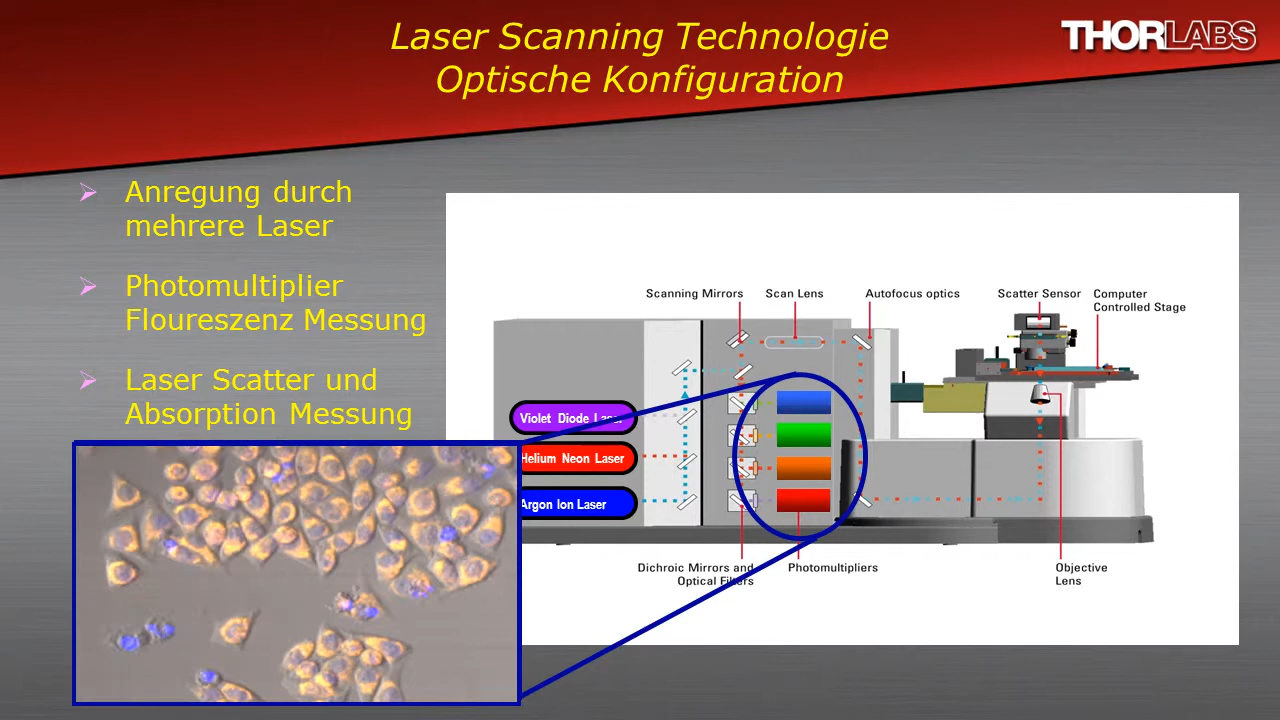 Laser Scanning Technologie
Optische Konfiguration
THORLABS
Anregung durch
mehrere Laser
Photomultiplier
Floureszenz Messung
Laser Scatter und
Absorption Messung
Scanning Mirrors
Scan Lens
Autofocus optics
Scatter Sensor
Computer
Controlled Stage
Violet Diode Laser
Helium Neon Laser
Argon Ion Laser
Dichroic Mirrors and
Optical Filters
Photomultipliers
Objective
Lens